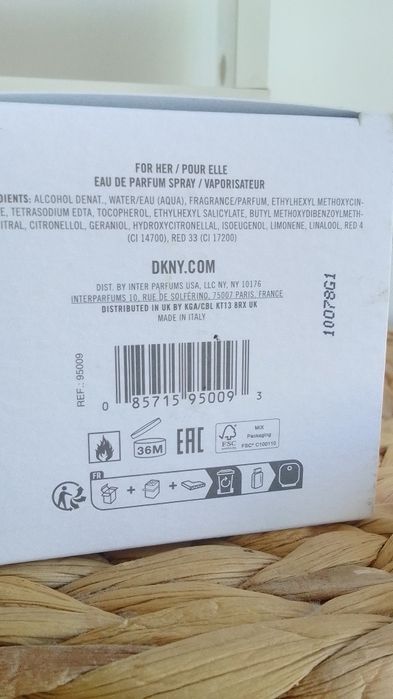 FOR HER / POUR ELLE
EAU DE PARFUM SPRAY / VAPORISATEUR
DIENTS: ALCOHOL DENAT., WATER/EAU (AQUA), FRAGRANCE/PARFUM, ETHYLHEXYL METHOXYCIN-
E, TETRASODIUM EDTA, TOCOPHEROL, ETHYLHEXYL SALICYLATE, BUTYL METHOXYDIBENZOYLMETH-
ITRAL, CITRONELLOL, GERANIOL, HYDROXYCITRONELLAL, ISOEUGENOL, LIMONENE, LINALOOL, RED 4
(CI 14700), RED 33 (CI 17200)
DKNY.COM
DIST. BY INTER PARFUMS USA, LLC NY, NY 10176
INTERPARFUMS 10, RUE DE SOLFÉRINO, 75007 PARIS, FRANCE
DISTRIBUTED IN UK BY KGA/CBL KT13 8RX UK
MADE IN ITALY
10078G1
REF.: 95009
0 85715 95009 3
36M
EAC
FSC
MIX
Packaging
FSC® C100110
FR
+ +